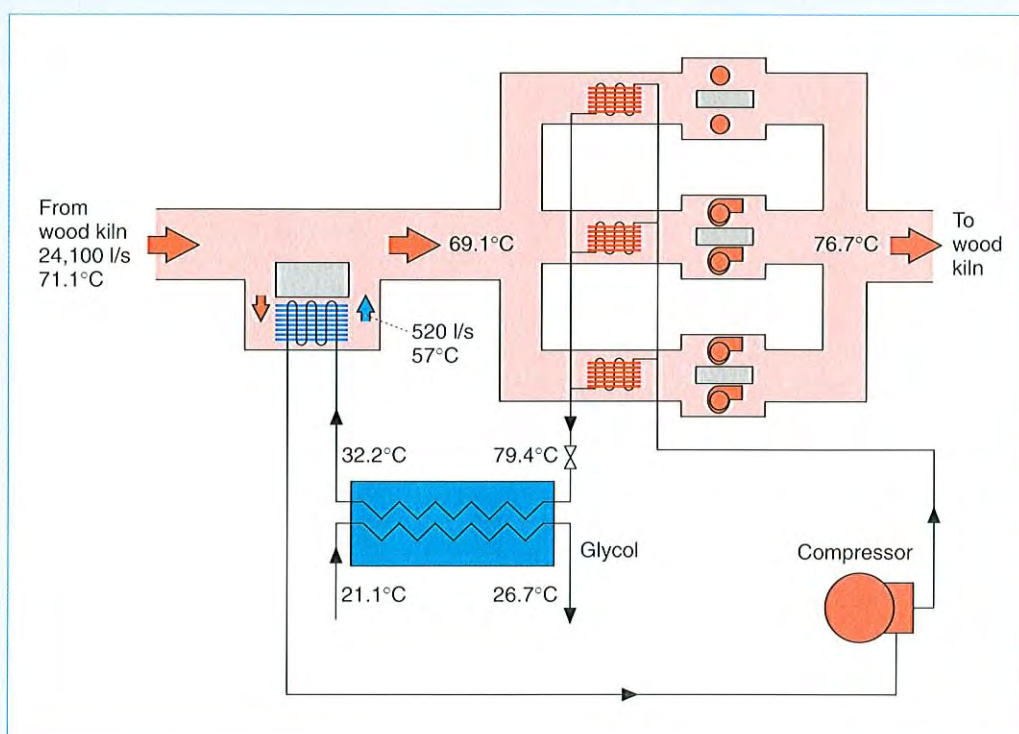 From
wood kiln
24,100 l/s
71.1°C
69.1°C
520 l/s
57°C
76.7°C
To
wood
kiln
32.2°C
79.4°C
Glycol
21.1°C
26.7°C
Compressor